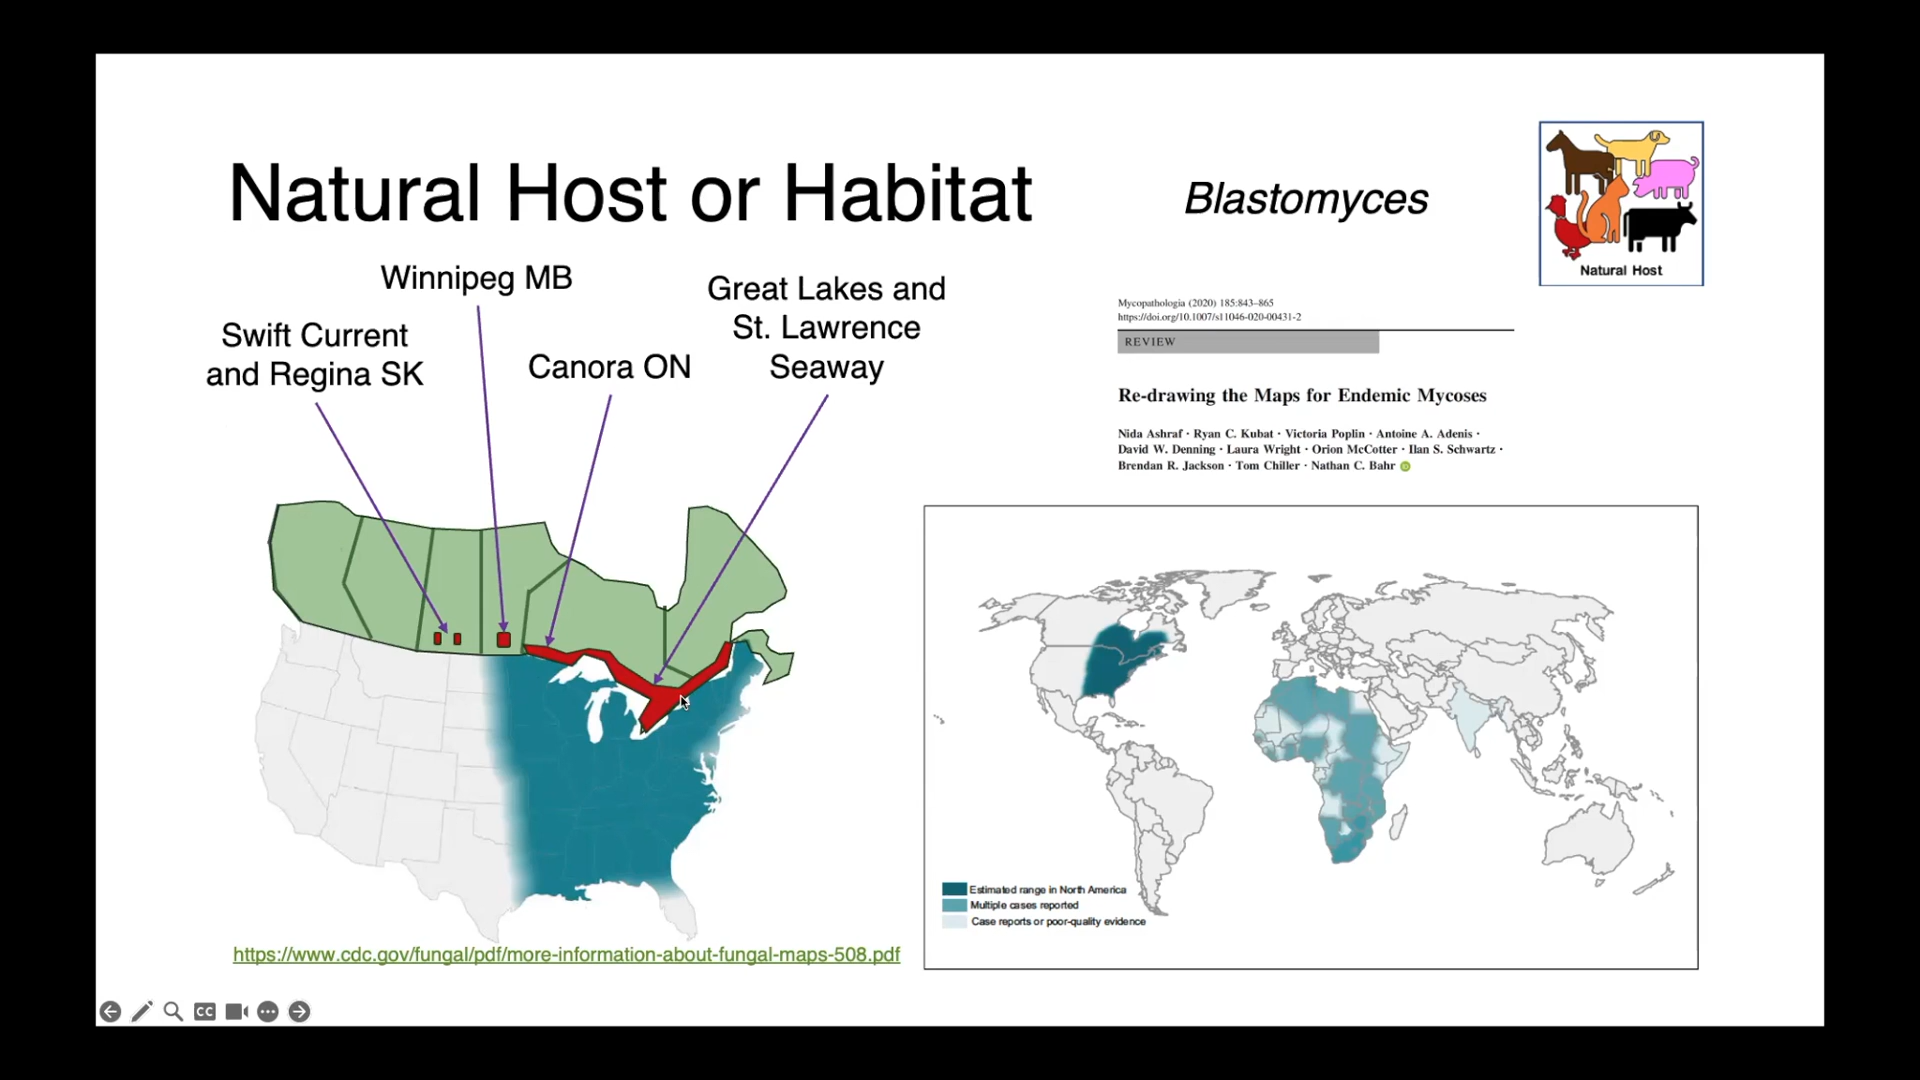 Natural Host or Habitat
Blastomyces
Natural Host
Winnipeg MB
Great Lakes and
St. Lawrence
Seaway
Swift Current
and Regina SK
Canora ON
Mycopathologia (2020) 185:843–865
https://doi.org/10.1007/s11046-020-00431-2
REVIEW
Re-drawing the Maps for Endemic Mycoses
Nida Ashraf · Ryan C. Kubat · Victoria Poplin · Antoine A. Adenis ·
David W. Denning · Laura Wright · Orion McCotter · Ilan S. Schwartz ·
Brendan R. Jackson · Tom Chiller · Nathan C. Bahr
Estimated range in North America
Multiple cases reported
Case reports or poor-quality evidence
https://www.cdc.gov/fungal/pdf/more-information-about-fungal-maps-508.pdf
CC